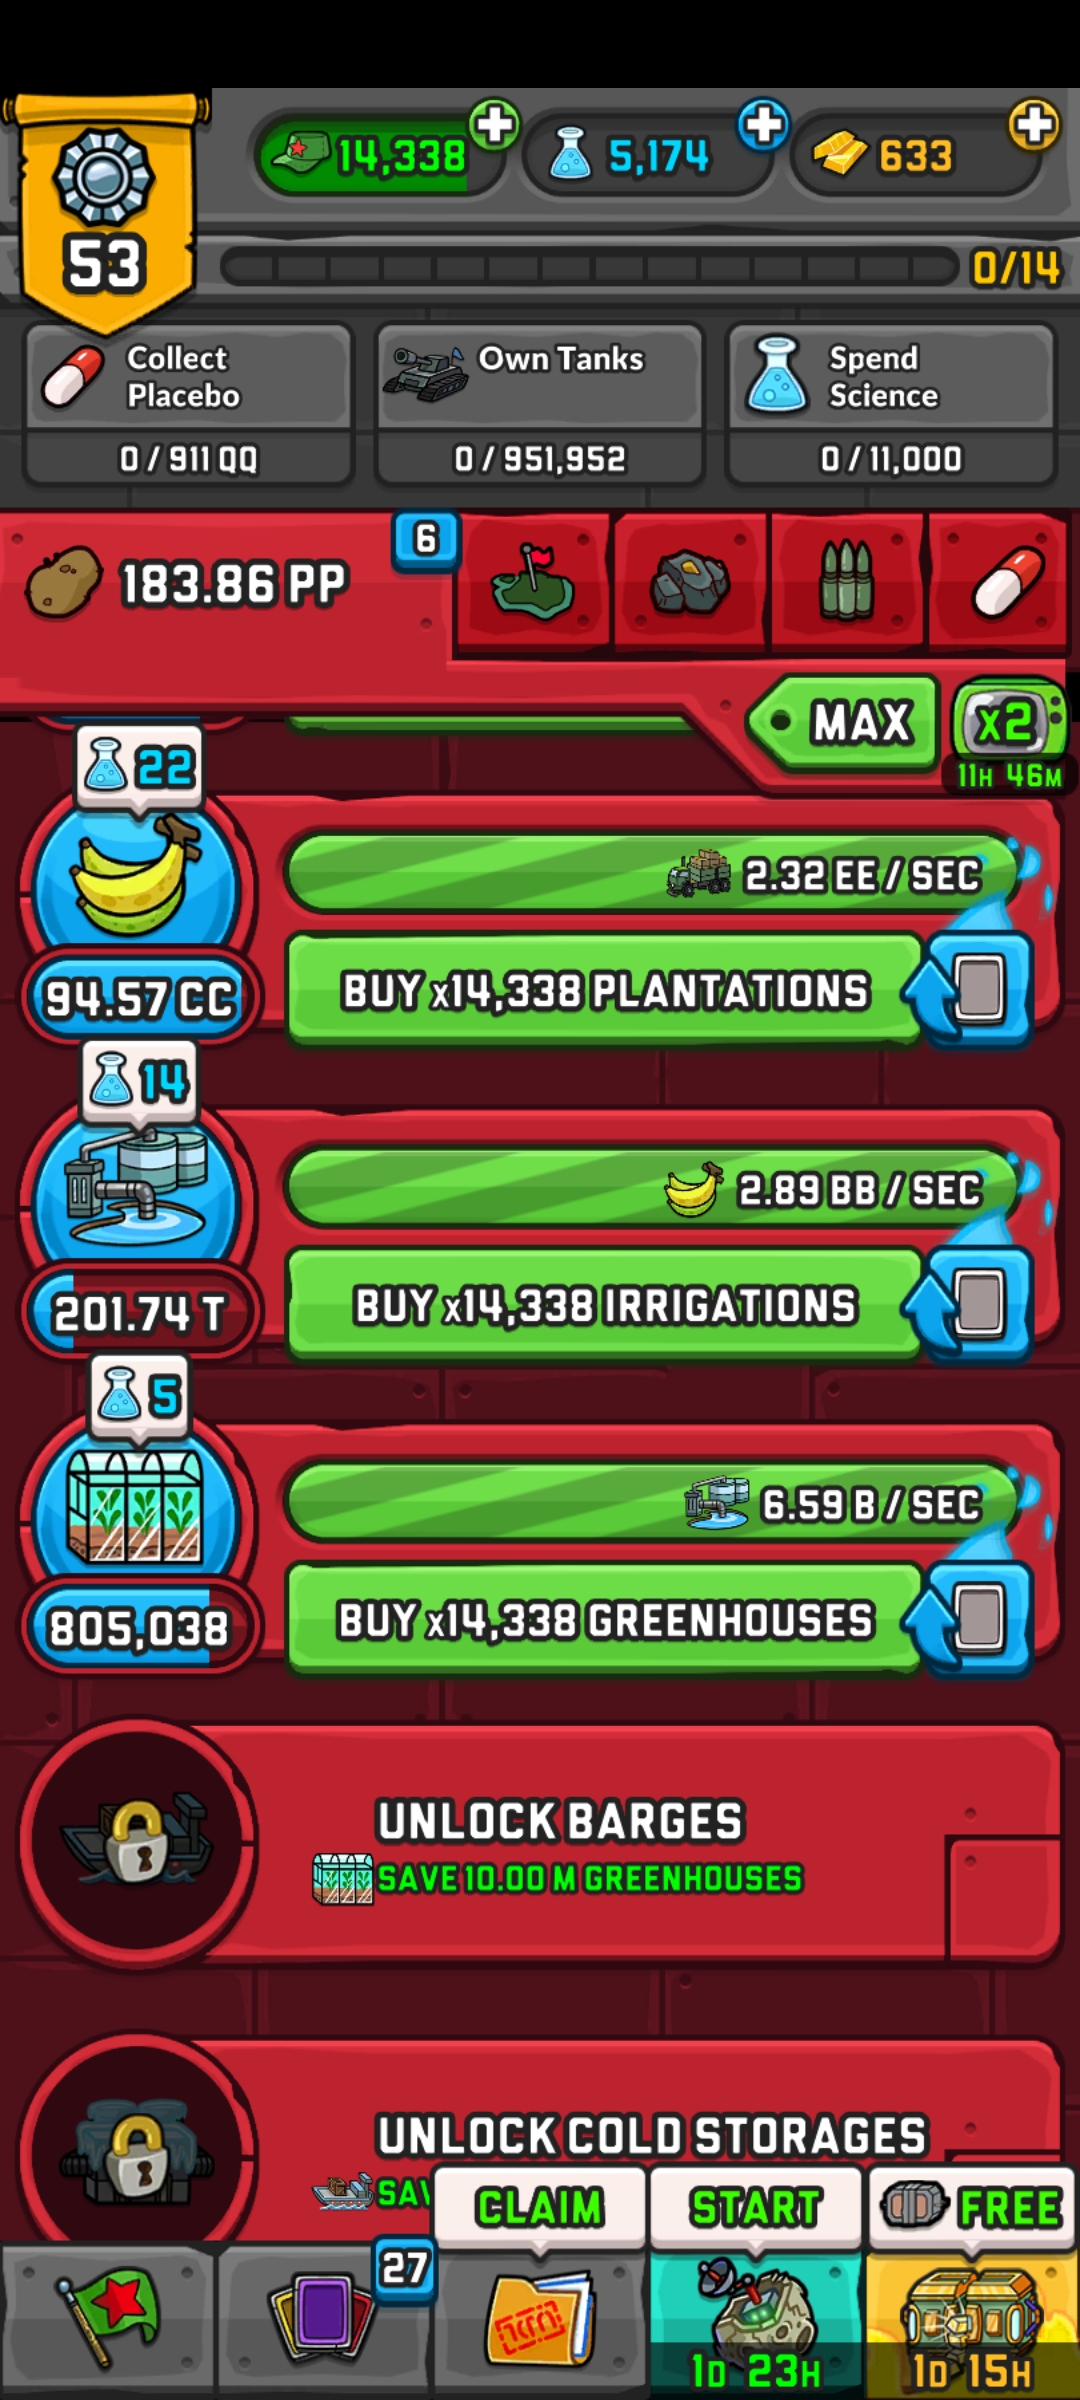 14,338
5,174
633
53
0/14
Collect
Placebo
0 / 911 QQ
Own Tanks
0 / 951,952
Spend
Science
0 / 11,000
183.86 PP
6
MAX
x2
11H 46M
22
2.32 EE / SEC
94.57 CC
BUY x14,338 PLANTATIONS
14
2.89 BB / SEC
201.74 T
BUY x14,338 IRRIGATIONS
5
6.59 B / SEC
805,038
BUY x14,338 GREENHOUSES
UNLOCK BARGES
SAVE 10.00 M GREENHOUSES
UNLOCK COLD STORAGES
CLAIM
START
FREE
27
1D 23H
1D 15H